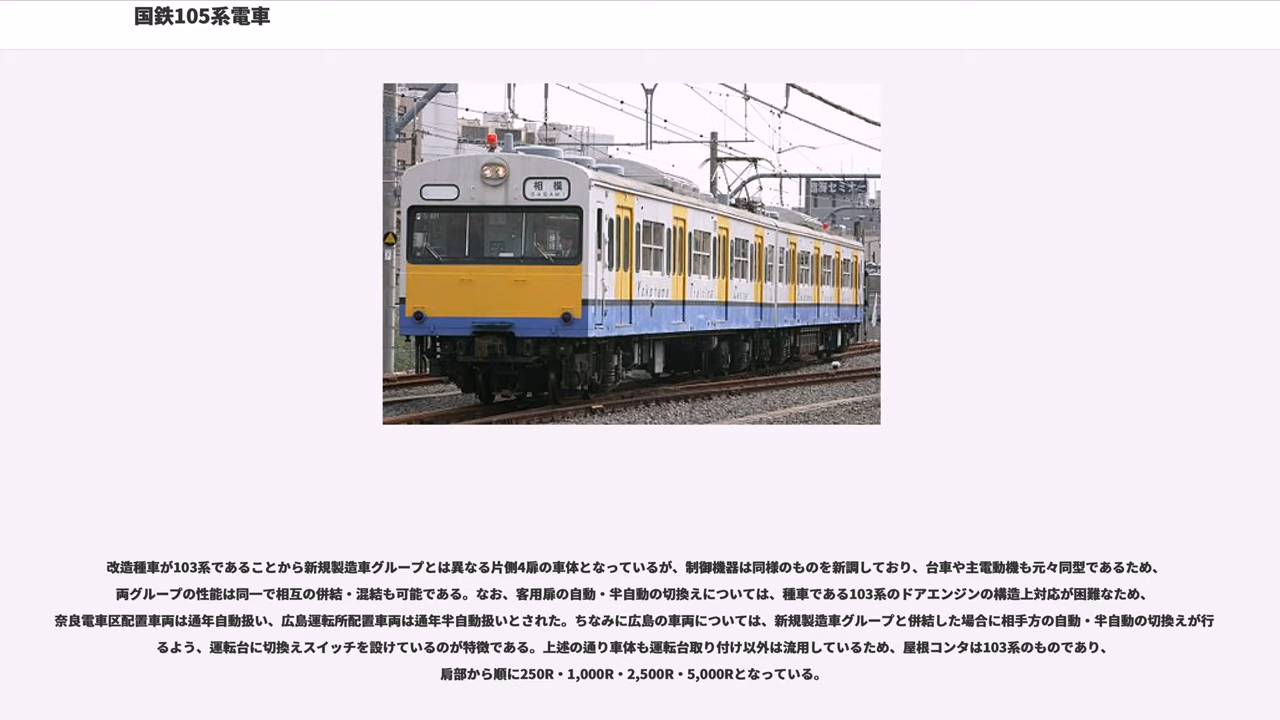 国鉄105系電車
相模
SAGAMI
臨海セミナー
Yokohama Training Center
改造種車が103系であることから新規製造車グループとは異なる片側4扉の車体となっているが、制御機器は同様のものを新調しており、台車や主電動機も元々同型であるため、
両グループの性能は同一で相互の併結・混結も可能である。なお、客用扉の自動・半自動の切換えについては、種車である103系のドアエンジンの構造上対応が困難なため、
奈良電車区配置車両は通年自動扱い、広島運転所配置車両は通年半自動扱いとされた。ちなみに広島の車両については、新規製造車グループと併結した場合に相手方の自動・半自動の切換えが行
るよう、運転台に切換えスイッチを設けているのが特徴である。上述の通り車体も運転台取り付け以外は流用しているため、屋根コンタは103系のものであり、
肩部から順に250R・1,000R・2,500R・5,000Rとなっている。